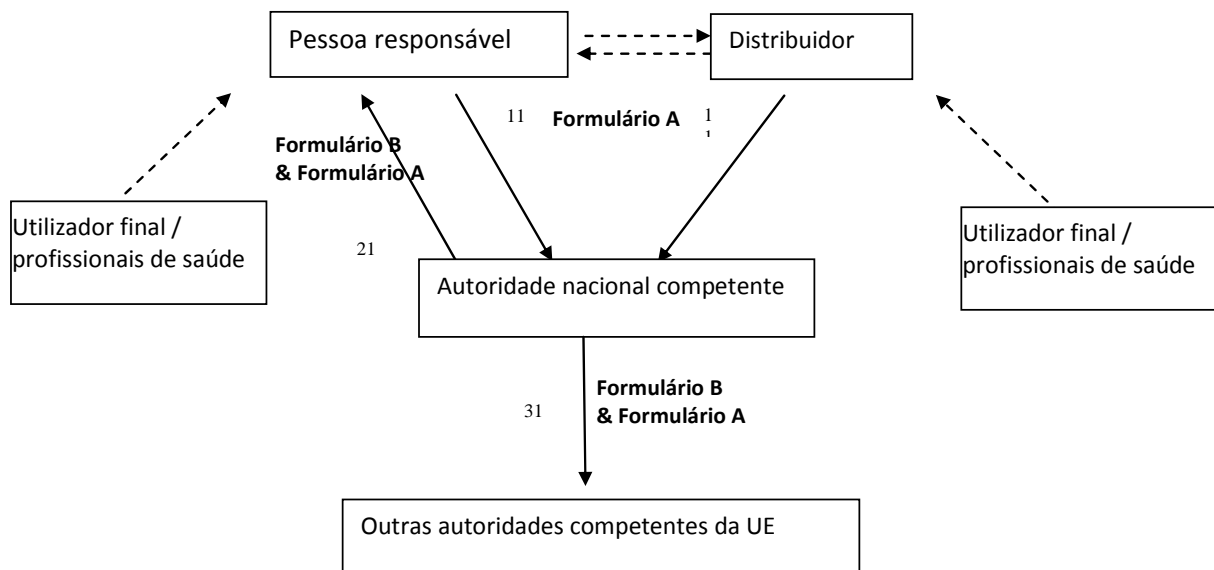 Pessoa responsável
Distribuidor
11
Formulário A
1
1
Formulário B
& Formulário A
Utilizador final /
profissionais de saúde
21
Autoridade nacional competente
Utilizador final /
profissionais de saúde
Formulário B
& Formulário A
31
Outras autoridades competentes da UE